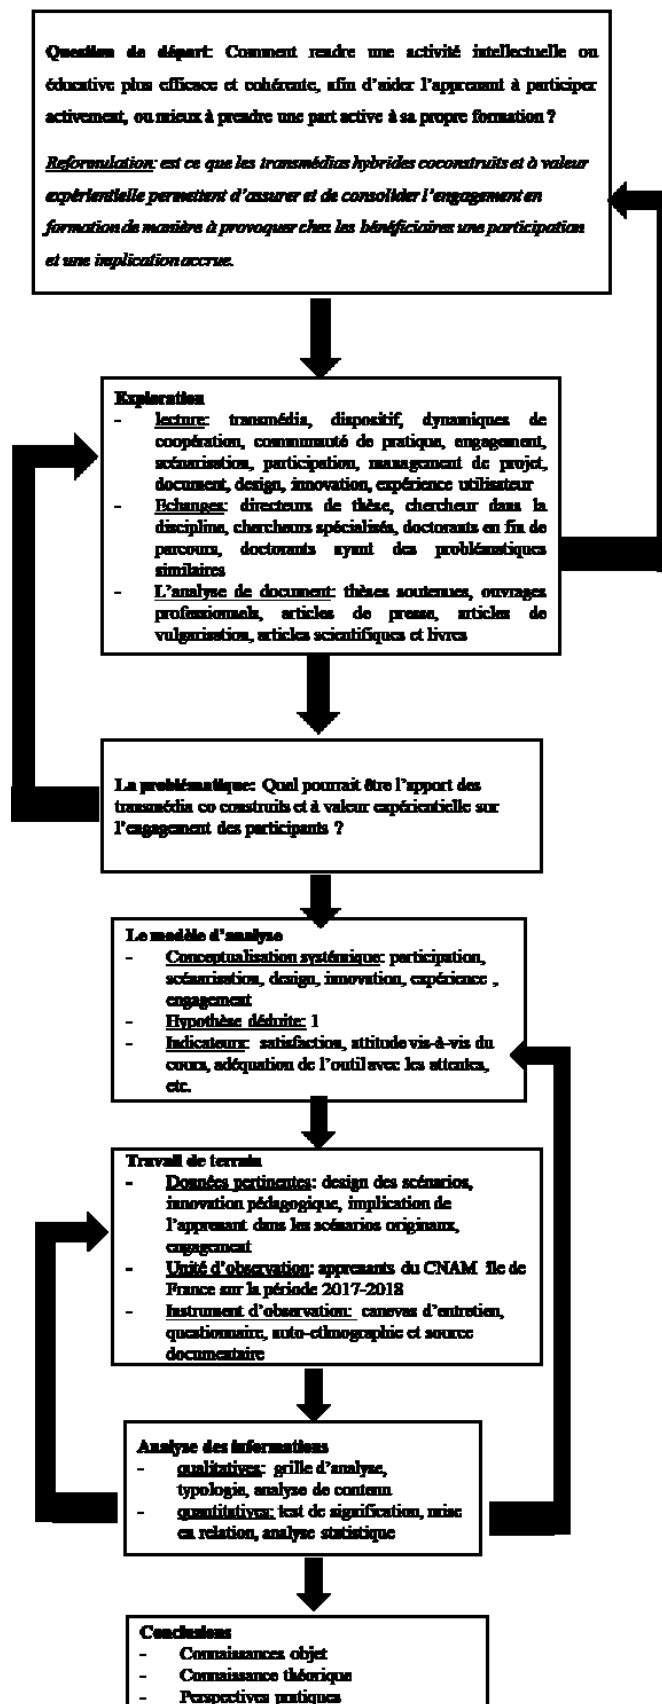 Question de départ: Comment rendre une activité intellectuelle ou
éducative plus efficace et cohérente, afin d'aider l'apprenant à participer
activement, ou mieux à prendre une part active à sa propre formation ?
Reformulation: est ce que les transmédias hybrides coconstruits et à valeur
expérientielle permettent d'assurer et de consolider l'engagement en
formation de manière à provoquer chez les bénéficiaires une participation
et une implication accrue.
Exploration
- lecture: transmédia, dispositif, dynamiques de
coopération, communauté de pratique, engagement,
scénarisation, participation, management de projet,
document, design, innovation, expérience utilisateur
- Echanges: directeurs de thèse, chercheur dans la
discipline, chercheurs spécialisés, doctorants en fin de
parcours, doctorants ayant des problématiques
similaires
- L'analyse de document: thèses soutenues, ouvrages
professionnels, articles de presse, articles de
vulgarisation, articles scientifiques et livres
La problématique: Quel pourrait être l'apport des
transmédia co construits et à valeur expérientielle sur
l'engagement des participants ?
Le modèle d'analyse
- Conceptualisation systémique: participation,
scénarisation, design, innovation, expérience ,
engagement
- Hypothèse déduite: 1
- Indicateurs: satisfaction, attitude vis-à-vis du
cours, adéquation de l'outil avec les attentes,
etc.
Travail de terrain
- Données pertinentes: design des scénarios,
innovation pédagogique, implication de
l'apprenant dans les scénarios originaux,
engagement
- Unité d'observation: apprenants du CNAM île de
France sur la période 2017-2018
- Instrument d'observation: canevas d'entretien,
questionnaire, auto-ethnographie et source
documentaire
Analyse des informations
- qualitatives: grille d'analyse,
typologie, analyse de contenu
- quantitatives: test de signification, mise
en relation, analyse statistique
Conclusions
- Connaissances objet
- Connaissance théorique
- Perspectives pratiques